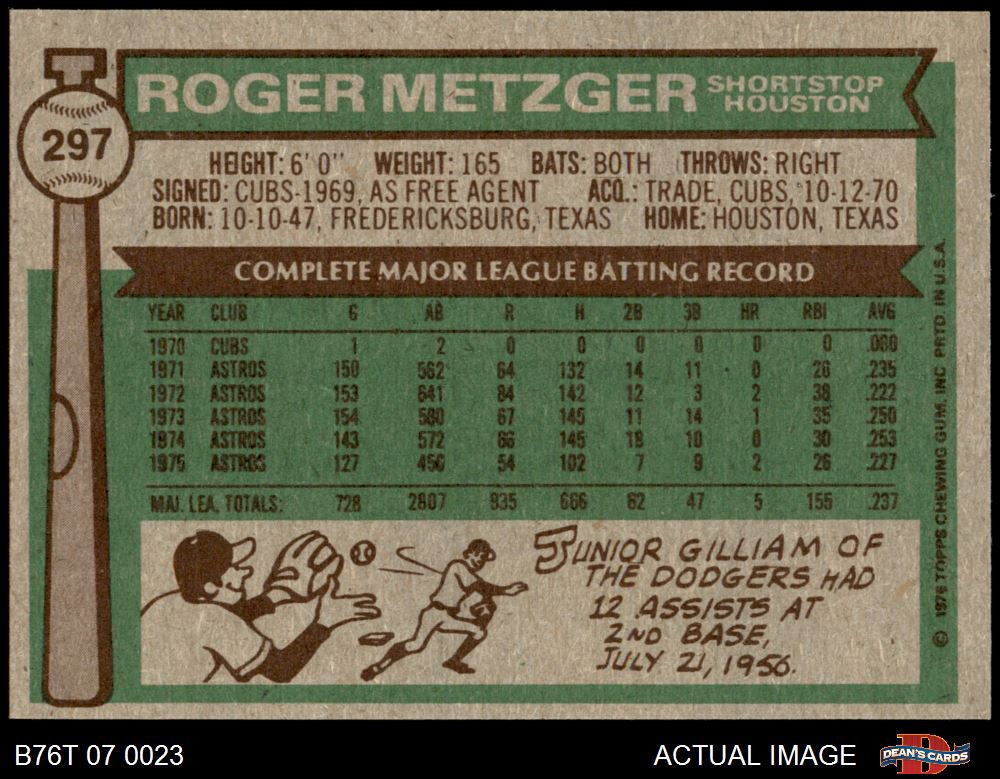 297
ROGER METZGER SHORTSTOP HOUSTON
HEIGHT: 6' 0" WEIGHT: 165 BATS: BOTH THROWS: RIGHT
SIGNED: CUBS-1969, AS FREE AGENT ACQ.: TRADE, CUBS, 10-12-70
BORN: 10-10-47, FREDERICKSBURG, TEXAS HOME: HOUSTON, TEXAS
COMPLETE MAJOR LEAGUE BATTING RECORD
YEAR CLUB G AB R H 2B 3B HR RBI AVG
1970 CUBS 1 2 0 0 0 0 0 0 .000
1971 ASTROS 150 562 64 132 14 11 0 26 .235
1972 ASTROS 153 641 84 142 12 3 2 38 .222
1973 ASTROS 154 580 67 145 11 14 1 35 .250
1974 ASTROS 143 572 66 145 18 10 0 30 .253
1975 ASTROS 127 450 54 102 7 9 2 26 .227
MAJ. LEA. TOTALS: 728 2807 335 666 62 47 5 155 .237
JUNIOR GILLIAM OF
THE DODGERS HAD
12 ASSISTS AT
2ND BASE,
JULY 21, 1956.
© 1976 TOPPS CHEWING GUM, INC. PRTD. IN U.S.A.
B76T 07 0023
ACTUAL IMAGE
D
DEAN'S CARDS